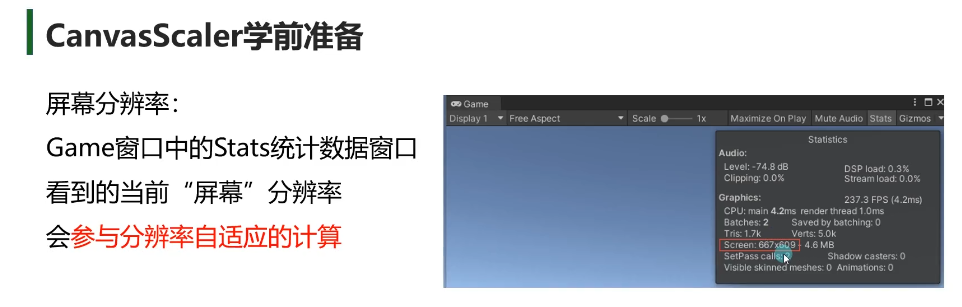 CanvasScaler学前准备
屏幕分辨率：
Game窗口中的Stats统计数据窗口
看到的当前“屏幕”分辨率
会参与分辨率自适应的计算
Game
Display 1 Free Aspect Scale 1x Maximize On Play Mute Audio Stats Gizmos
Statistics
Audio:
Level: -74.8 dB DSP load: 0.3%
Clipping: 0.0% Stream load: 0.0%
Graphics: 237.3 FPS (4.2ms)
CPU: main 4.2ms render thread 1.0ms
Batches: 2 Saved by batching: 0
Tris: 1.7k Verts: 5.0k
Screen: 667x609 - 4.6 MB
SetPass calls: Shadow casters: 0
Visible skinned meshes: 0 Animations: 0